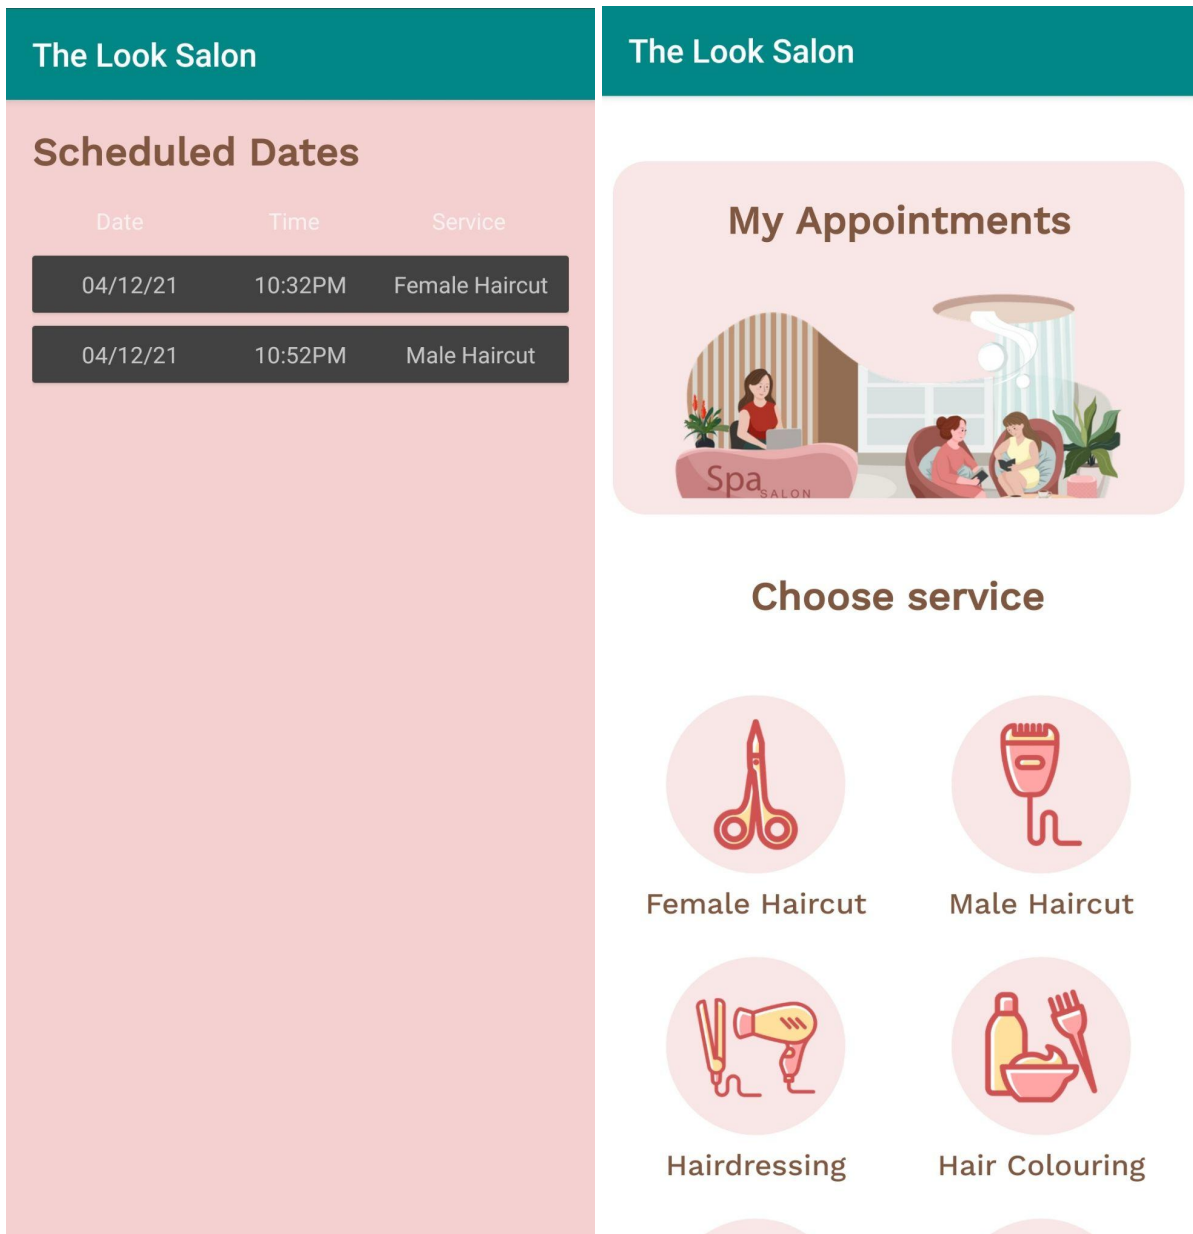 The Look Salon
Scheduled Dates
Date Time Service
04/12/21 10:32PM Female Haircut
04/12/21 10:52PM Male Haircut
The Look Salon
My Appointments
Spa SALON
Choose service
Female Haircut Male Haircut
Hairdressing Hair Colouring